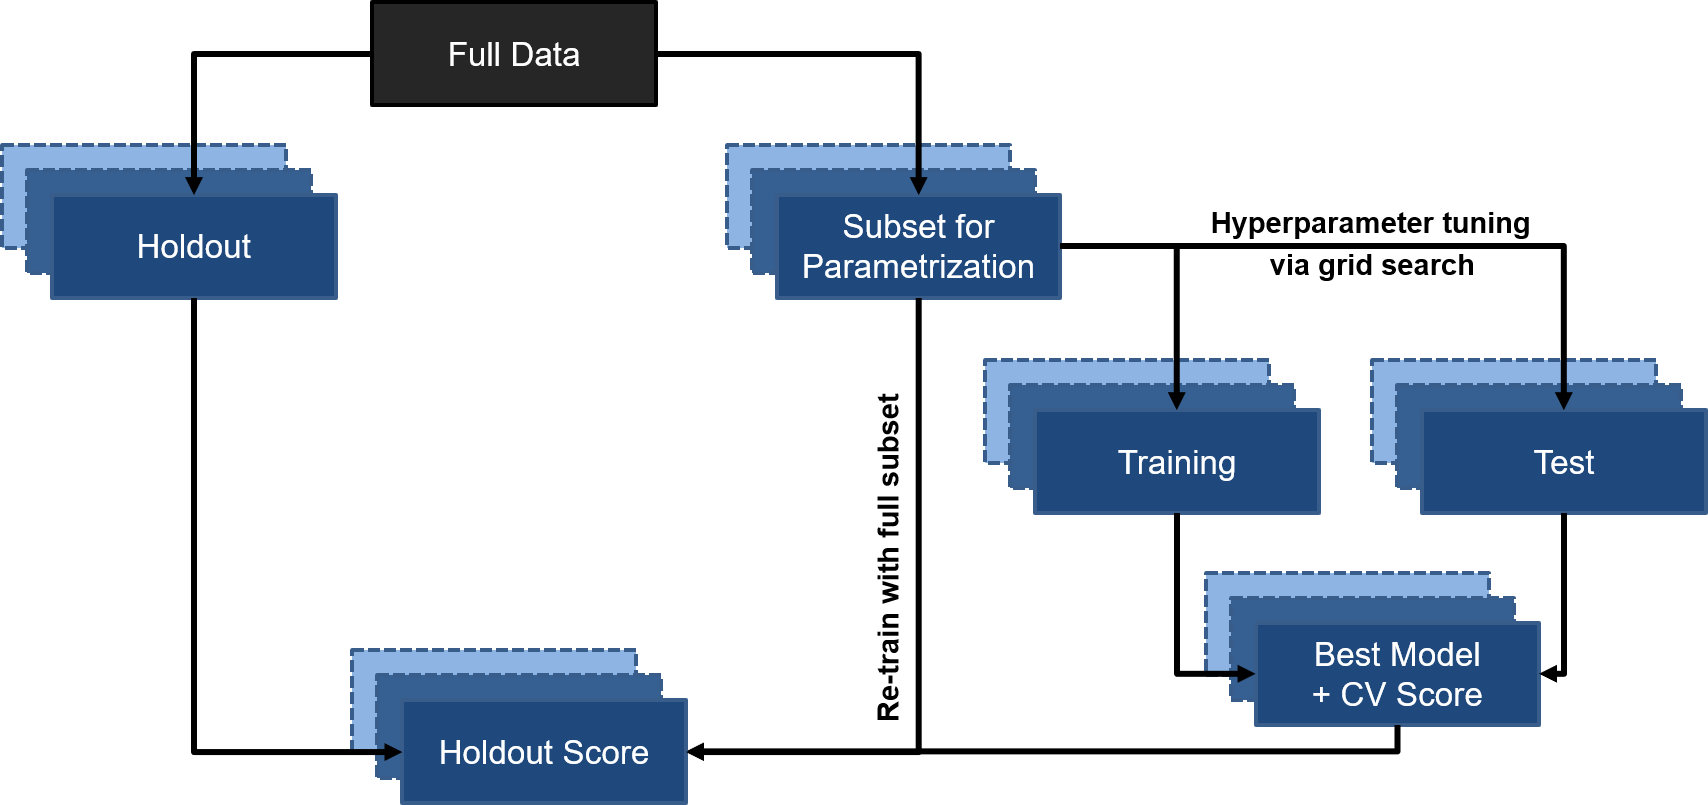 Full Data
Holdout
Subset for
Parametrization
Hyperparameter tuning
via grid search
Training
Test
Re-train with full subset
Best Model
+ CV Score
Holdout Score